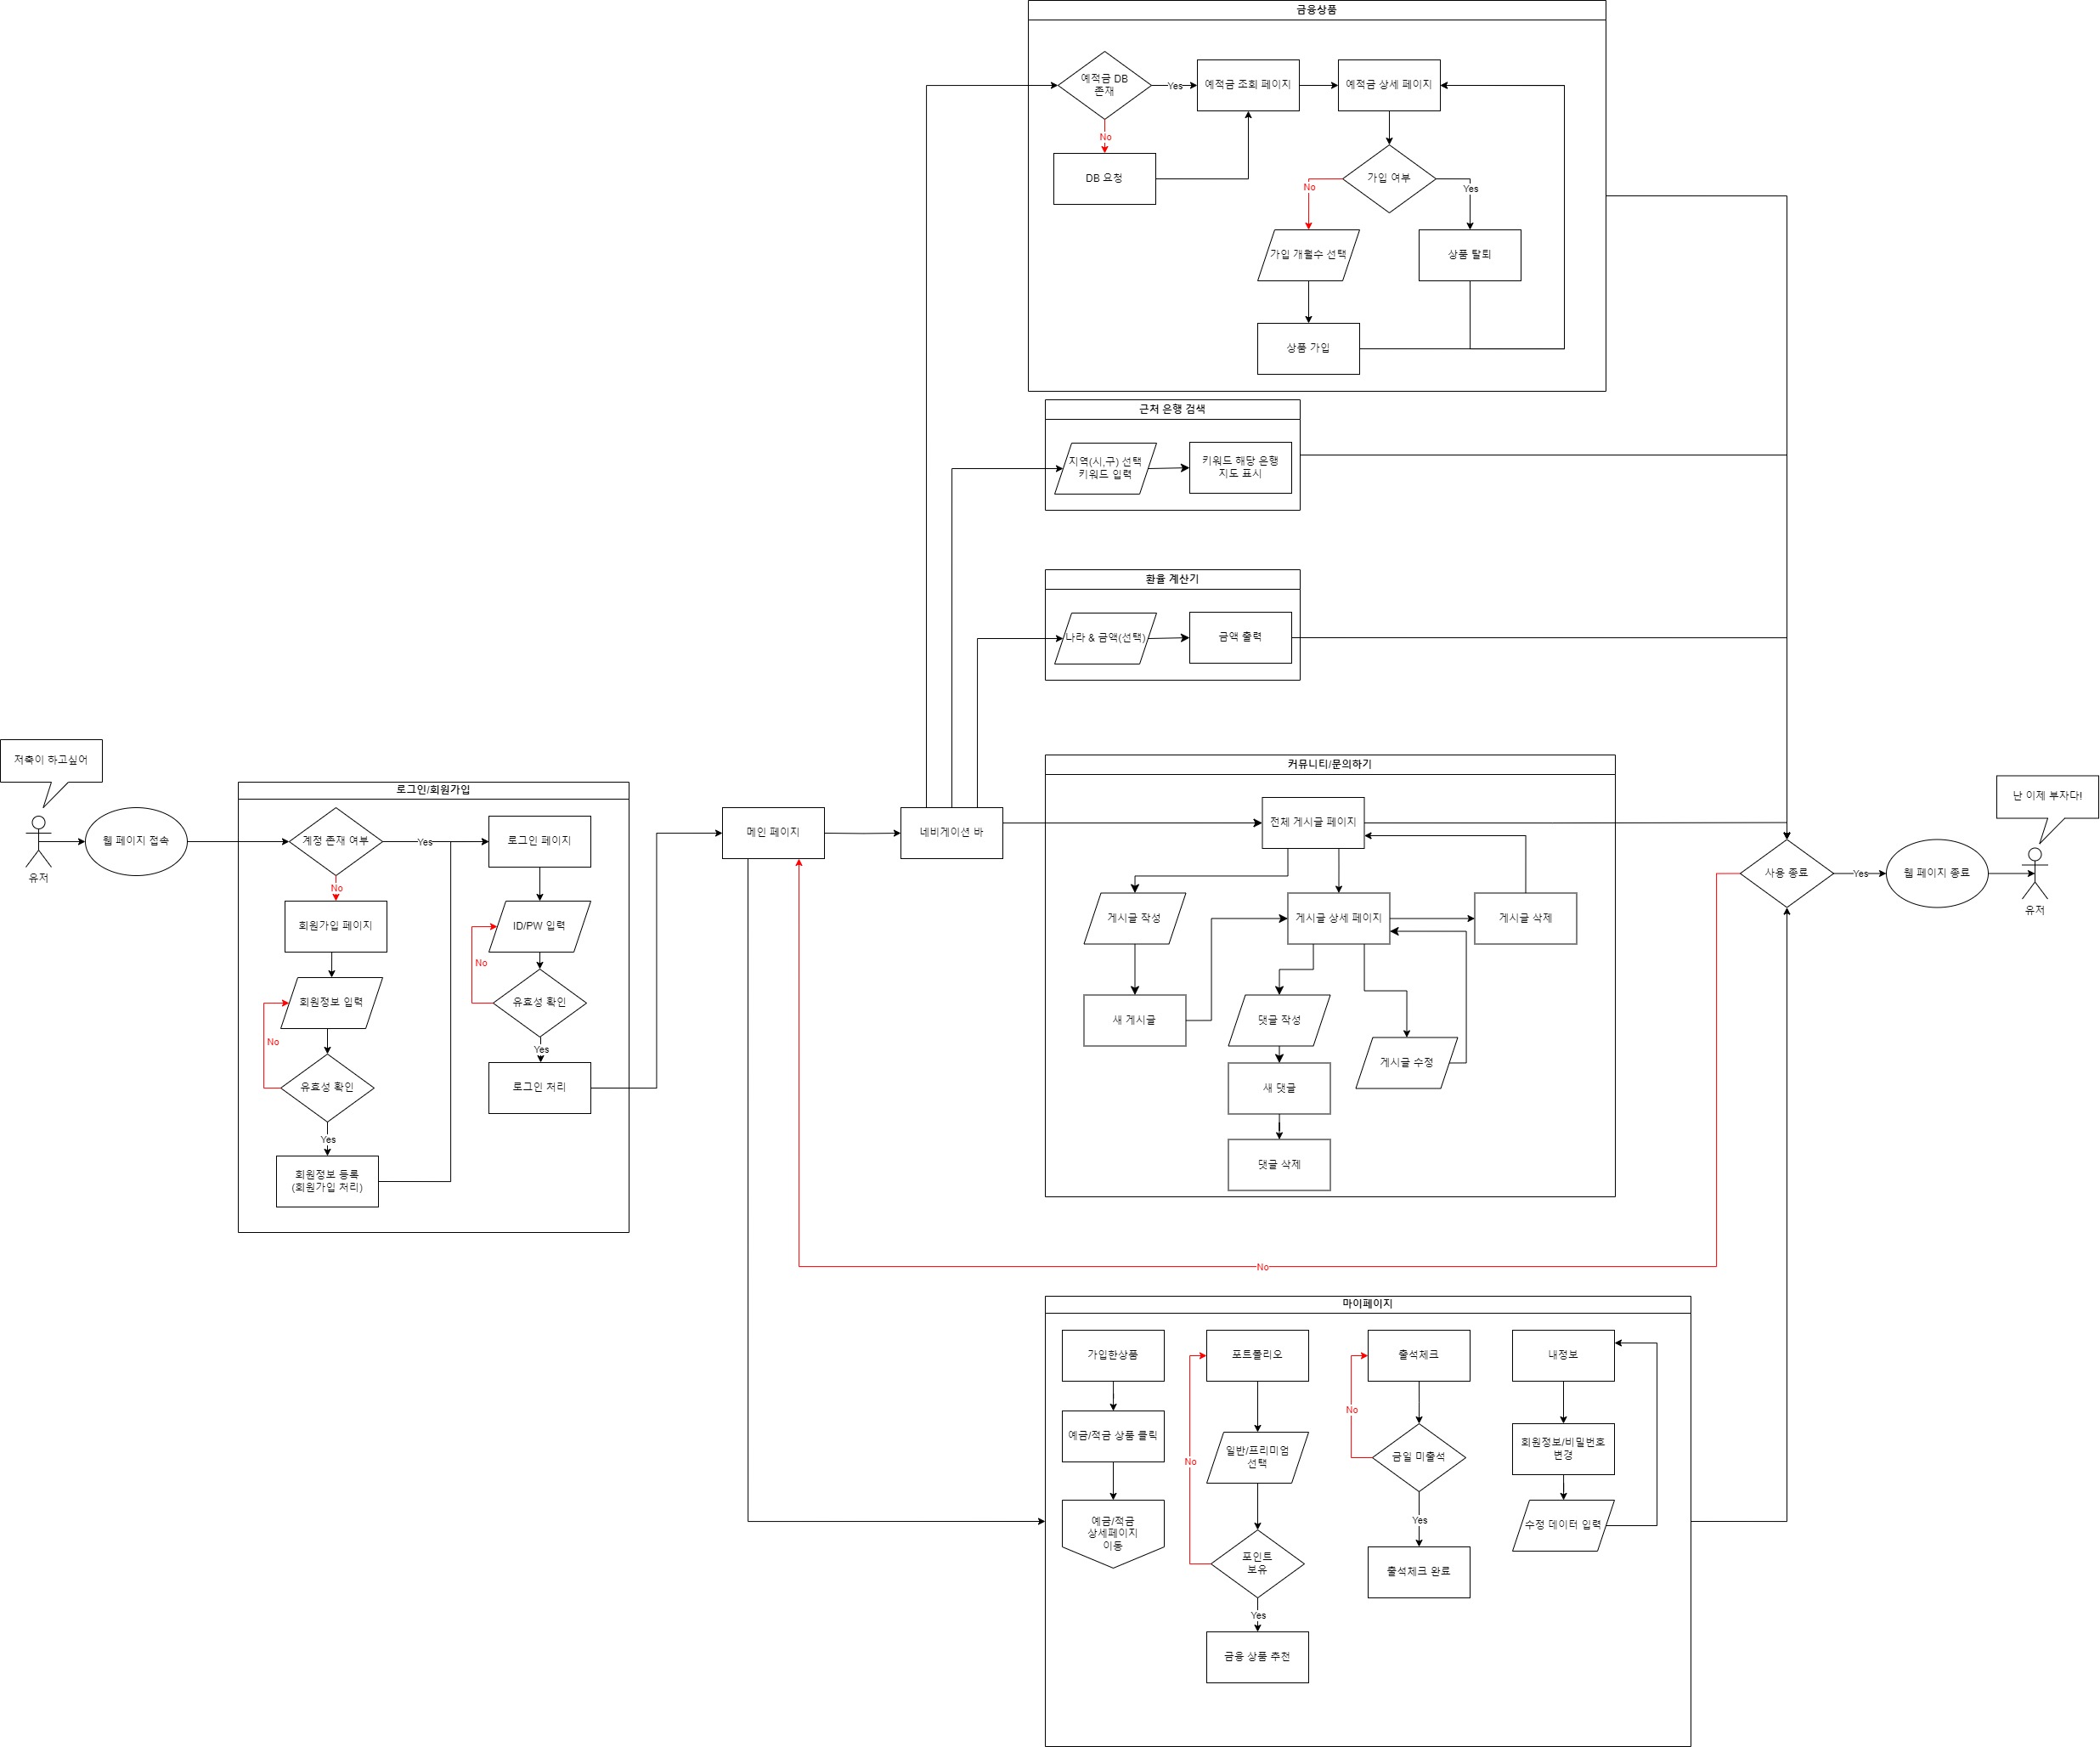 금융상품
예적금 DB
존재
Yes
예적금 조회 페이지
예적금 상세 페이지
No
DB 요청
가입 여부
No
Yes
가입 개월수 선택
상품 탈퇴
상품 가입
근처 은행 검색
지역(시,구) 선택
키워드 입력
키워드 해당 은행
지도 표시
환율 계산기
나라 & 금액(선택)
금액 출력
저축이 하고싶어
유저
웹 페이지 접속
로그인/회원가입
계정 존재 여부
Yes
로그인 페이지
No
회원가입 페이지
ID/PW 입력
No
회원정보 입력
유효성 확인
No
Yes
유효성 확인
로그인 처리
Yes
회원정보 등록
(회원가입 처리)
메인 페이지
네비게이션 바
커뮤니티/문의하기
전체 게시글 페이지
게시글 작성
게시글 상세 페이지
게시글 삭제
새 게시글
댓글 작성
게시글 수정
새 댓글
댓글 삭제
No
사용 종료
Yes
웹 페이지 종료
난 이제 부자다!
유저
마이페이지
가입한상품
예금/적금 상품 클릭
예금/적금
상세페이지
이동
포트폴리오
No
일반/프리미엄
선택
포인트
보유
Yes
금융 상품 추천
출석체크
No
금일 미출석
Yes
출석체크 완료
내정보
회원정보/비밀번호
변경
수정 데이터 입력